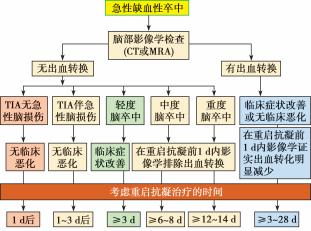 急性缺血性卒中
脑部影像学检查
(CT或MRA)
无出血转换
有出血转换
TIA无急
性脑损伤
TIA伴急
性脑损伤
轻度
脑卒中
中度
脑卒中
重度
脑卒中
临床症状改善
或无临床恶化
无临床
恶化
无临床
恶化
临床症
状改善
在重启抗凝前1 d内影
像学排除出血转换
在重启抗凝前
1 d内影像学证
实出血转化明
显减少
考虑重启抗凝治疗的时间
1 d后
1~3 d后
≥3 d
≥6~8 d
≥12~14 d
≥3~28 d